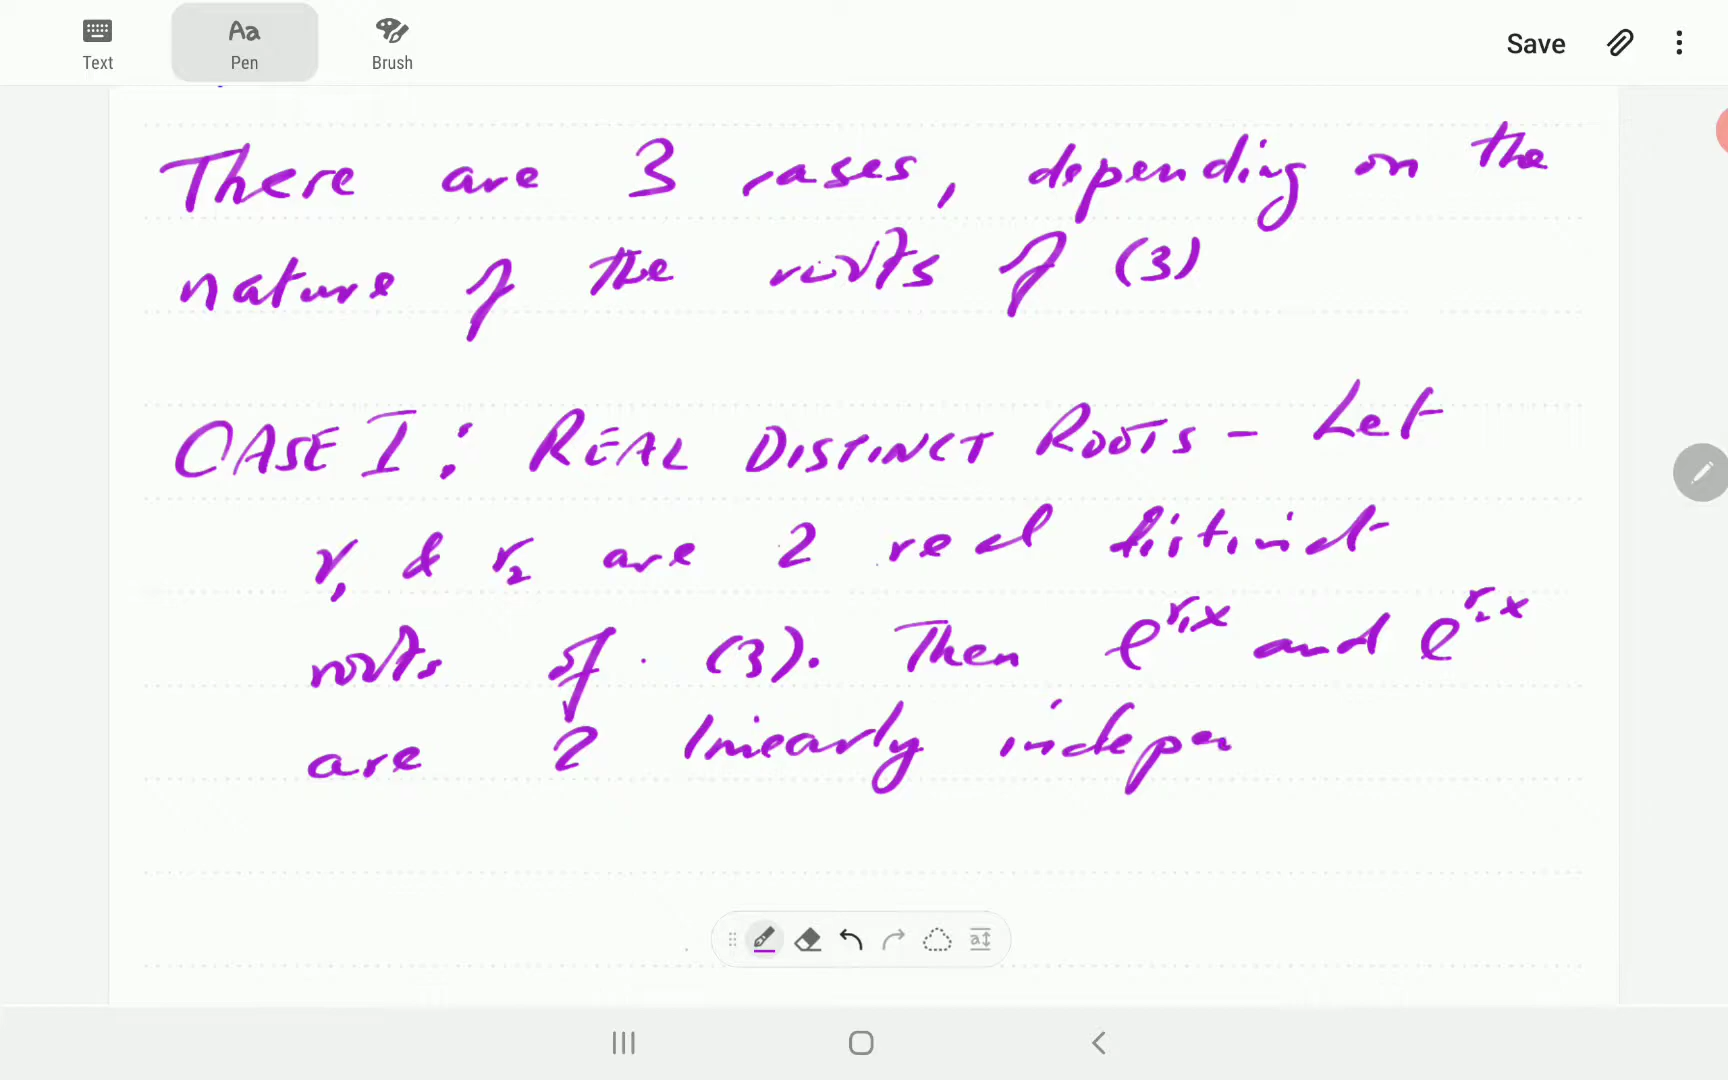 Text
Aa
Pen
Brush
Save
There are 3 cases, depending on the
nature of the roots of (3)
CASE I: REAL DISTINCT ROOTS - Let
r₁ & r₂ are 2 real distinct
roots of (3). Then e^{r₁x} and e^{r₂x}
are 2 linearly indepen